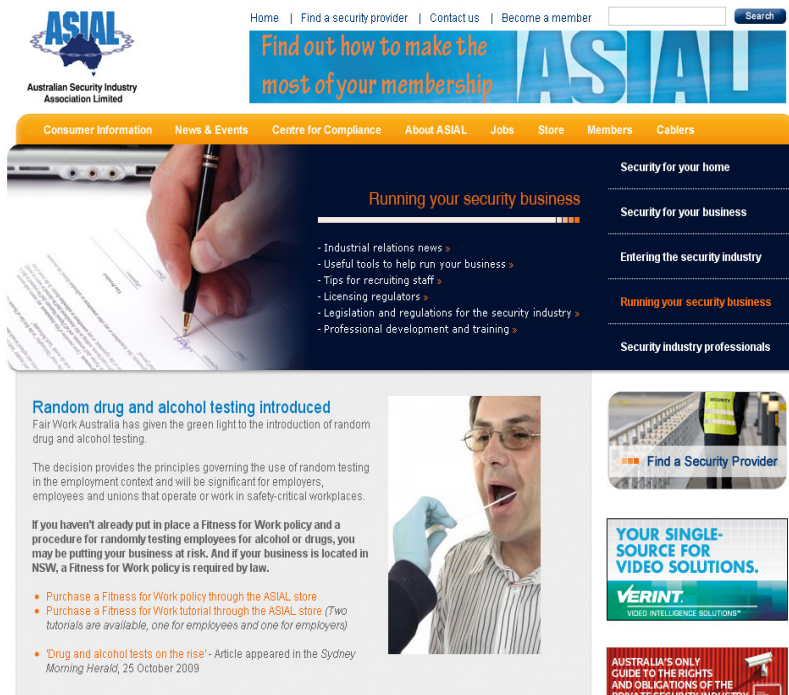 Home | Find a security provider | Contact us | Become a member
Search
ASIAL
Australian Security Industry
Association Limited
Find out how to make the
most of your membership
ASIAL
Consumer Information News & Events Centre for Compliance About ASIAL Jobs Store Members Cablers
Running your security business
- Industrial relations news »
- Useful tools to help run your business »
- Tips for recruiting staff »
- Licensing regulators »
- Legislation and regulations for the security industry »
- Professional development and training »
Security for your home
Security for your business
Entering the security industry
Running your security business
Security industry professionals
Random drug and alcohol testing introduced
Fair Work Australia has given the green light to the introduction of random
drug and alcohol testing.
The decision provides the principles governing the use of random testing
in the employment context and will be significant for employers,
employees and unions that operate or work in safety-critical workplaces.
If you haven't already put in place a Fitness for Work policy and a
procedure for randomly testing employees for alcohol or drugs, you
may be putting your business at risk. And if your business is located in
NSW, a Fitness for Work policy is required by law.
• Purchase a Fitness for Work policy through the ASIAL store
• Purchase a Fitness for Work tutorial through the ASIAL store (Two
tutorials are available, one for employees and one for employers)
• 'Drug and alcohol tests on the rise' - Article appeared in the Sydney
Morning Herald, 25 October 2009
SECURITY
Find a Security Provider
YOUR SINGLE-
SOURCE FOR
VIDEO SOLUTIONS.
VERINT.
VIDEO INTELLIGENCE SOLUTIONS™
AUSTRALIA'S ONLY
GUIDE TO THE RIGHTS
AND OBLIGATIONS OF THE
PRIVATE SECURITY INDUSTRY